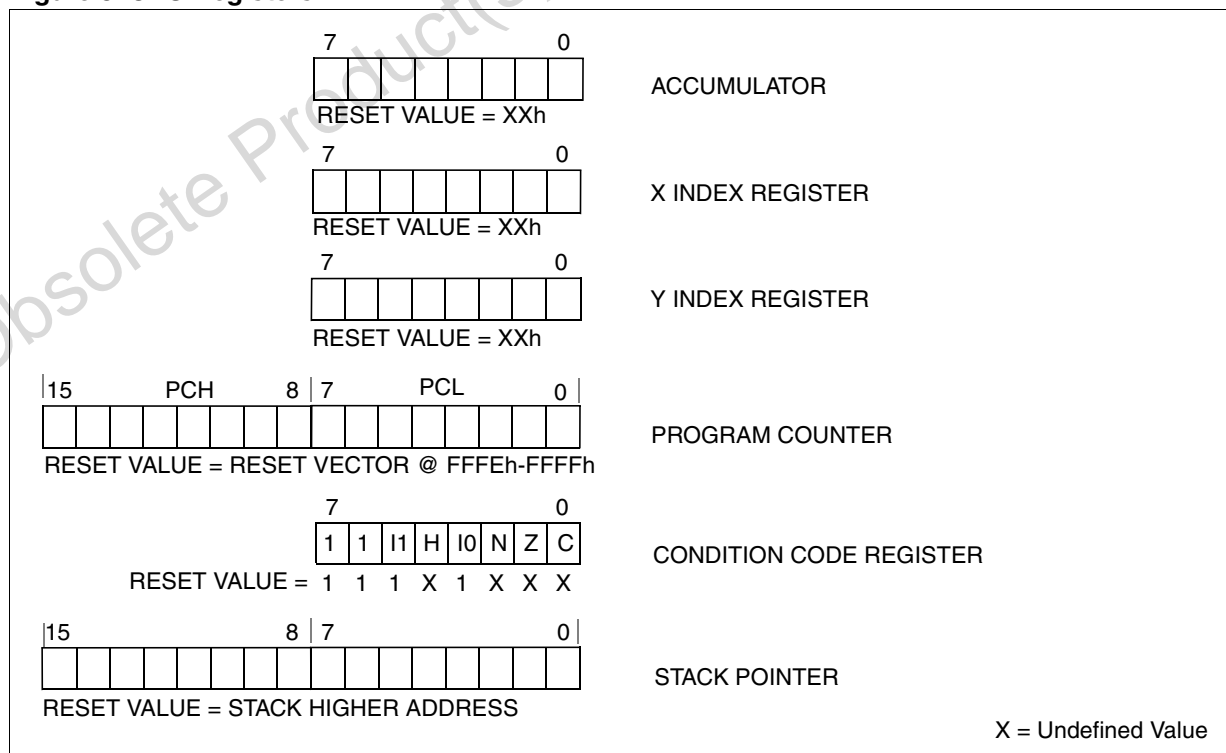 7 0
ACCUMULATOR
RESET VALUE = XXh
7 0
X INDEX REGISTER
RESET VALUE = XXh
7 0
Y INDEX REGISTER
RESET VALUE = XXh
15 PCH 8 7 PCL 0
PROGRAM COUNTER
RESET VALUE = RESET VECTOR @ FFFEh-FFFFh
7 0
1 1 I1 H I0 N Z C
CONDITION CODE REGISTER
RESET VALUE = 1 1 1 X 1 X X X
15 8 7 0
STACK POINTER
RESET VALUE = STACK HIGHER ADDRESS
X = Undefined Value